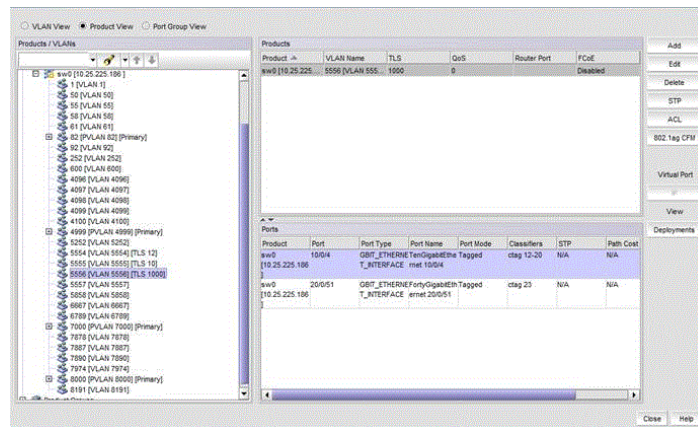 VLAN View Product View Port Group View
Products / VLANs
sw0 [10.25.225.186 ]
1 [VLAN 1]
50 [VLAN 50]
55 [VLAN 55]
58 [VLAN 58]
61 [VLAN 61]
82 [PVLAN 82] [Primary]
92 [VLAN 92]
252 [VLAN 252]
600 [VLAN 600]
4096 [VLAN 4096]
4097 [VLAN 4097]
4098 [VLAN 4098]
4099 [VLAN 4099]
4100 [VLAN 4100]
4999 [PVLAN 4999] [Primary]
5252 [VLAN 5252]
5554 [VLAN 5554] [TLS 12]
5555 [VLAN 5555] [TLS 10]
5556 [VLAN 5556] [TLS 1000]
5557 [VLAN 5557]
5858 [VLAN 5858]
6667 [VLAN 6667]
6789 [VLAN 6789]
7000 [PVLAN 7000] [Primary]
7878 [VLAN 7878]
7887 [VLAN 7887]
7890 [VLAN 7890]
7974 [VLAN 7974]
8000 [PVLAN 8000] [Primary]
8191 [VLAN 8191]
Products
Product VLAN Name TLS QoS Router Port FCoE
sw0 [10.25.225... 5556 [VLAN 555... 1000 0 Disabled
Ports
Product Port Port Type Port Name Port Mode Classifiers STP Path Cost
sw0 10/0/4 GBIT_ETHERNE TenGigabitEthe Tagged ctag 12-20 N/A N/A
[10.25.225.186 T_INTERFACE rnet 10/0/4
]
sw0 20/0/51 GBIT_ETHERNE FortyGigabitEth Tagged ctag 23 N/A N/A
[10.25.225.186 T_INTERFACE ernet 20/0/51
]
Add
Edit
Delete
STP
ACL
802.1ag CFM
Virtual Port
IP
View
Deployments
Close Help